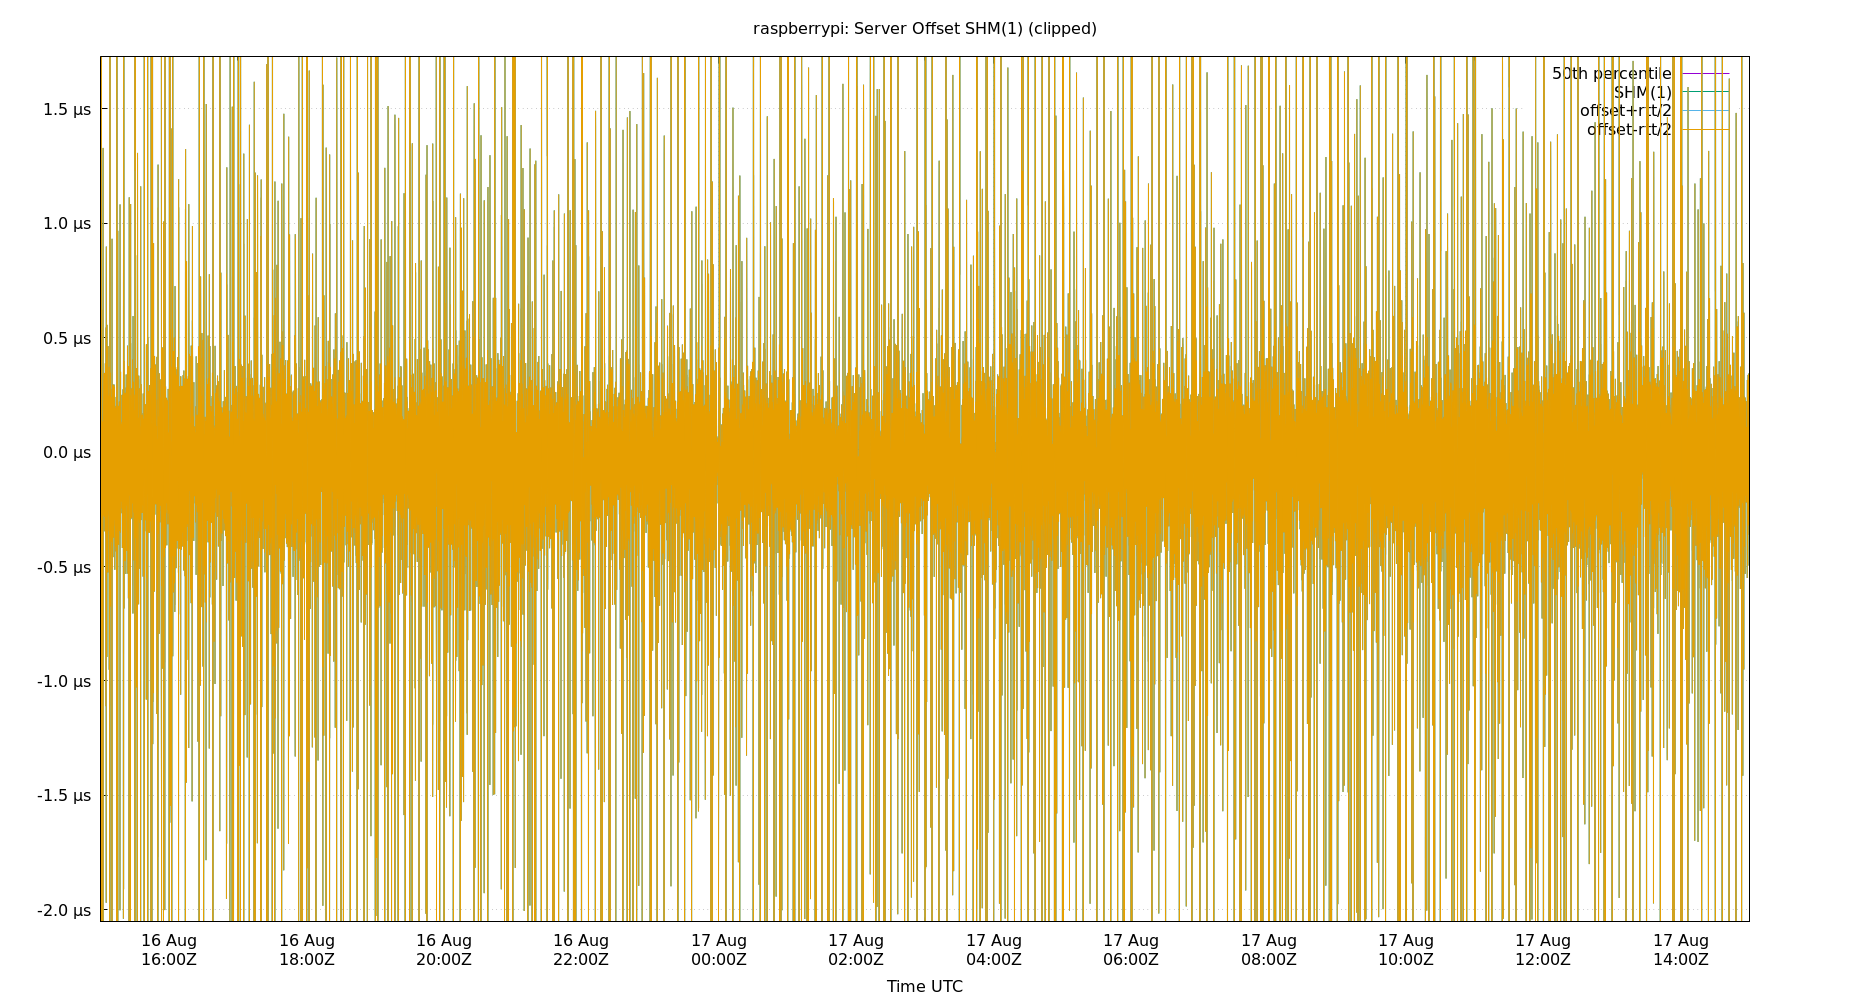 raspberrypi: Server Offset SHM(1) (clipped)
50th percentile
SHM(1)
offset+rtt/2
offset-rtt/2
1.5 µs
1.0 µs
0.5 µs
0.0 µs
-0.5 µs
-1.0 µs
-1.5 µs
-2.0 µs
16 Aug 16 Aug 16 Aug 16 Aug 17 Aug 17 Aug 17 Aug 17 Aug 17 Aug 17 Aug 17 Aug 17 Aug
16:00Z 18:00Z 20:00Z 22:00Z 00:00Z 02:00Z 04:00Z 06:00Z 08:00Z 10:00Z 12:00Z 14:00Z
Time UTC